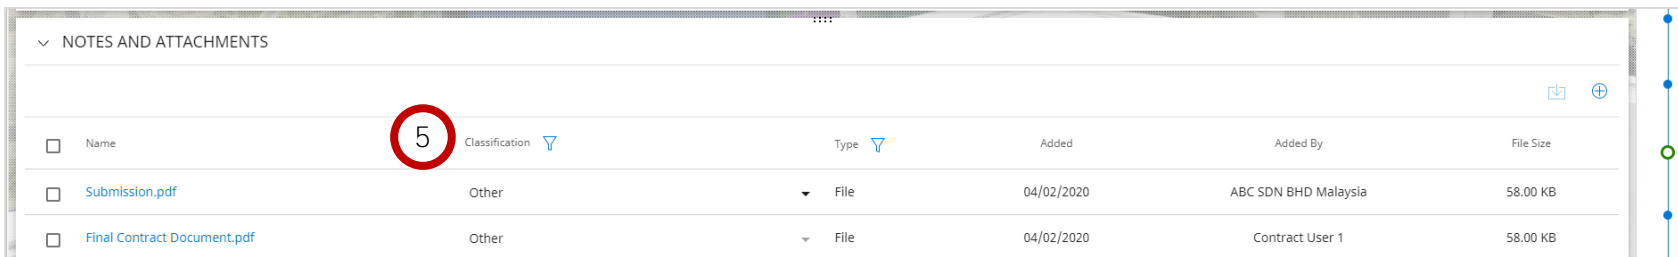 NOTES AND ATTACHMENTS
5
Name Classification Type Added Added By File Size
Submission.pdf Other File 04/02/2020 ABC SDN BHD Malaysia 58.00 KB
Final Contract Document.pdf Other File 04/02/2020 Contract User 1 58.00 KB